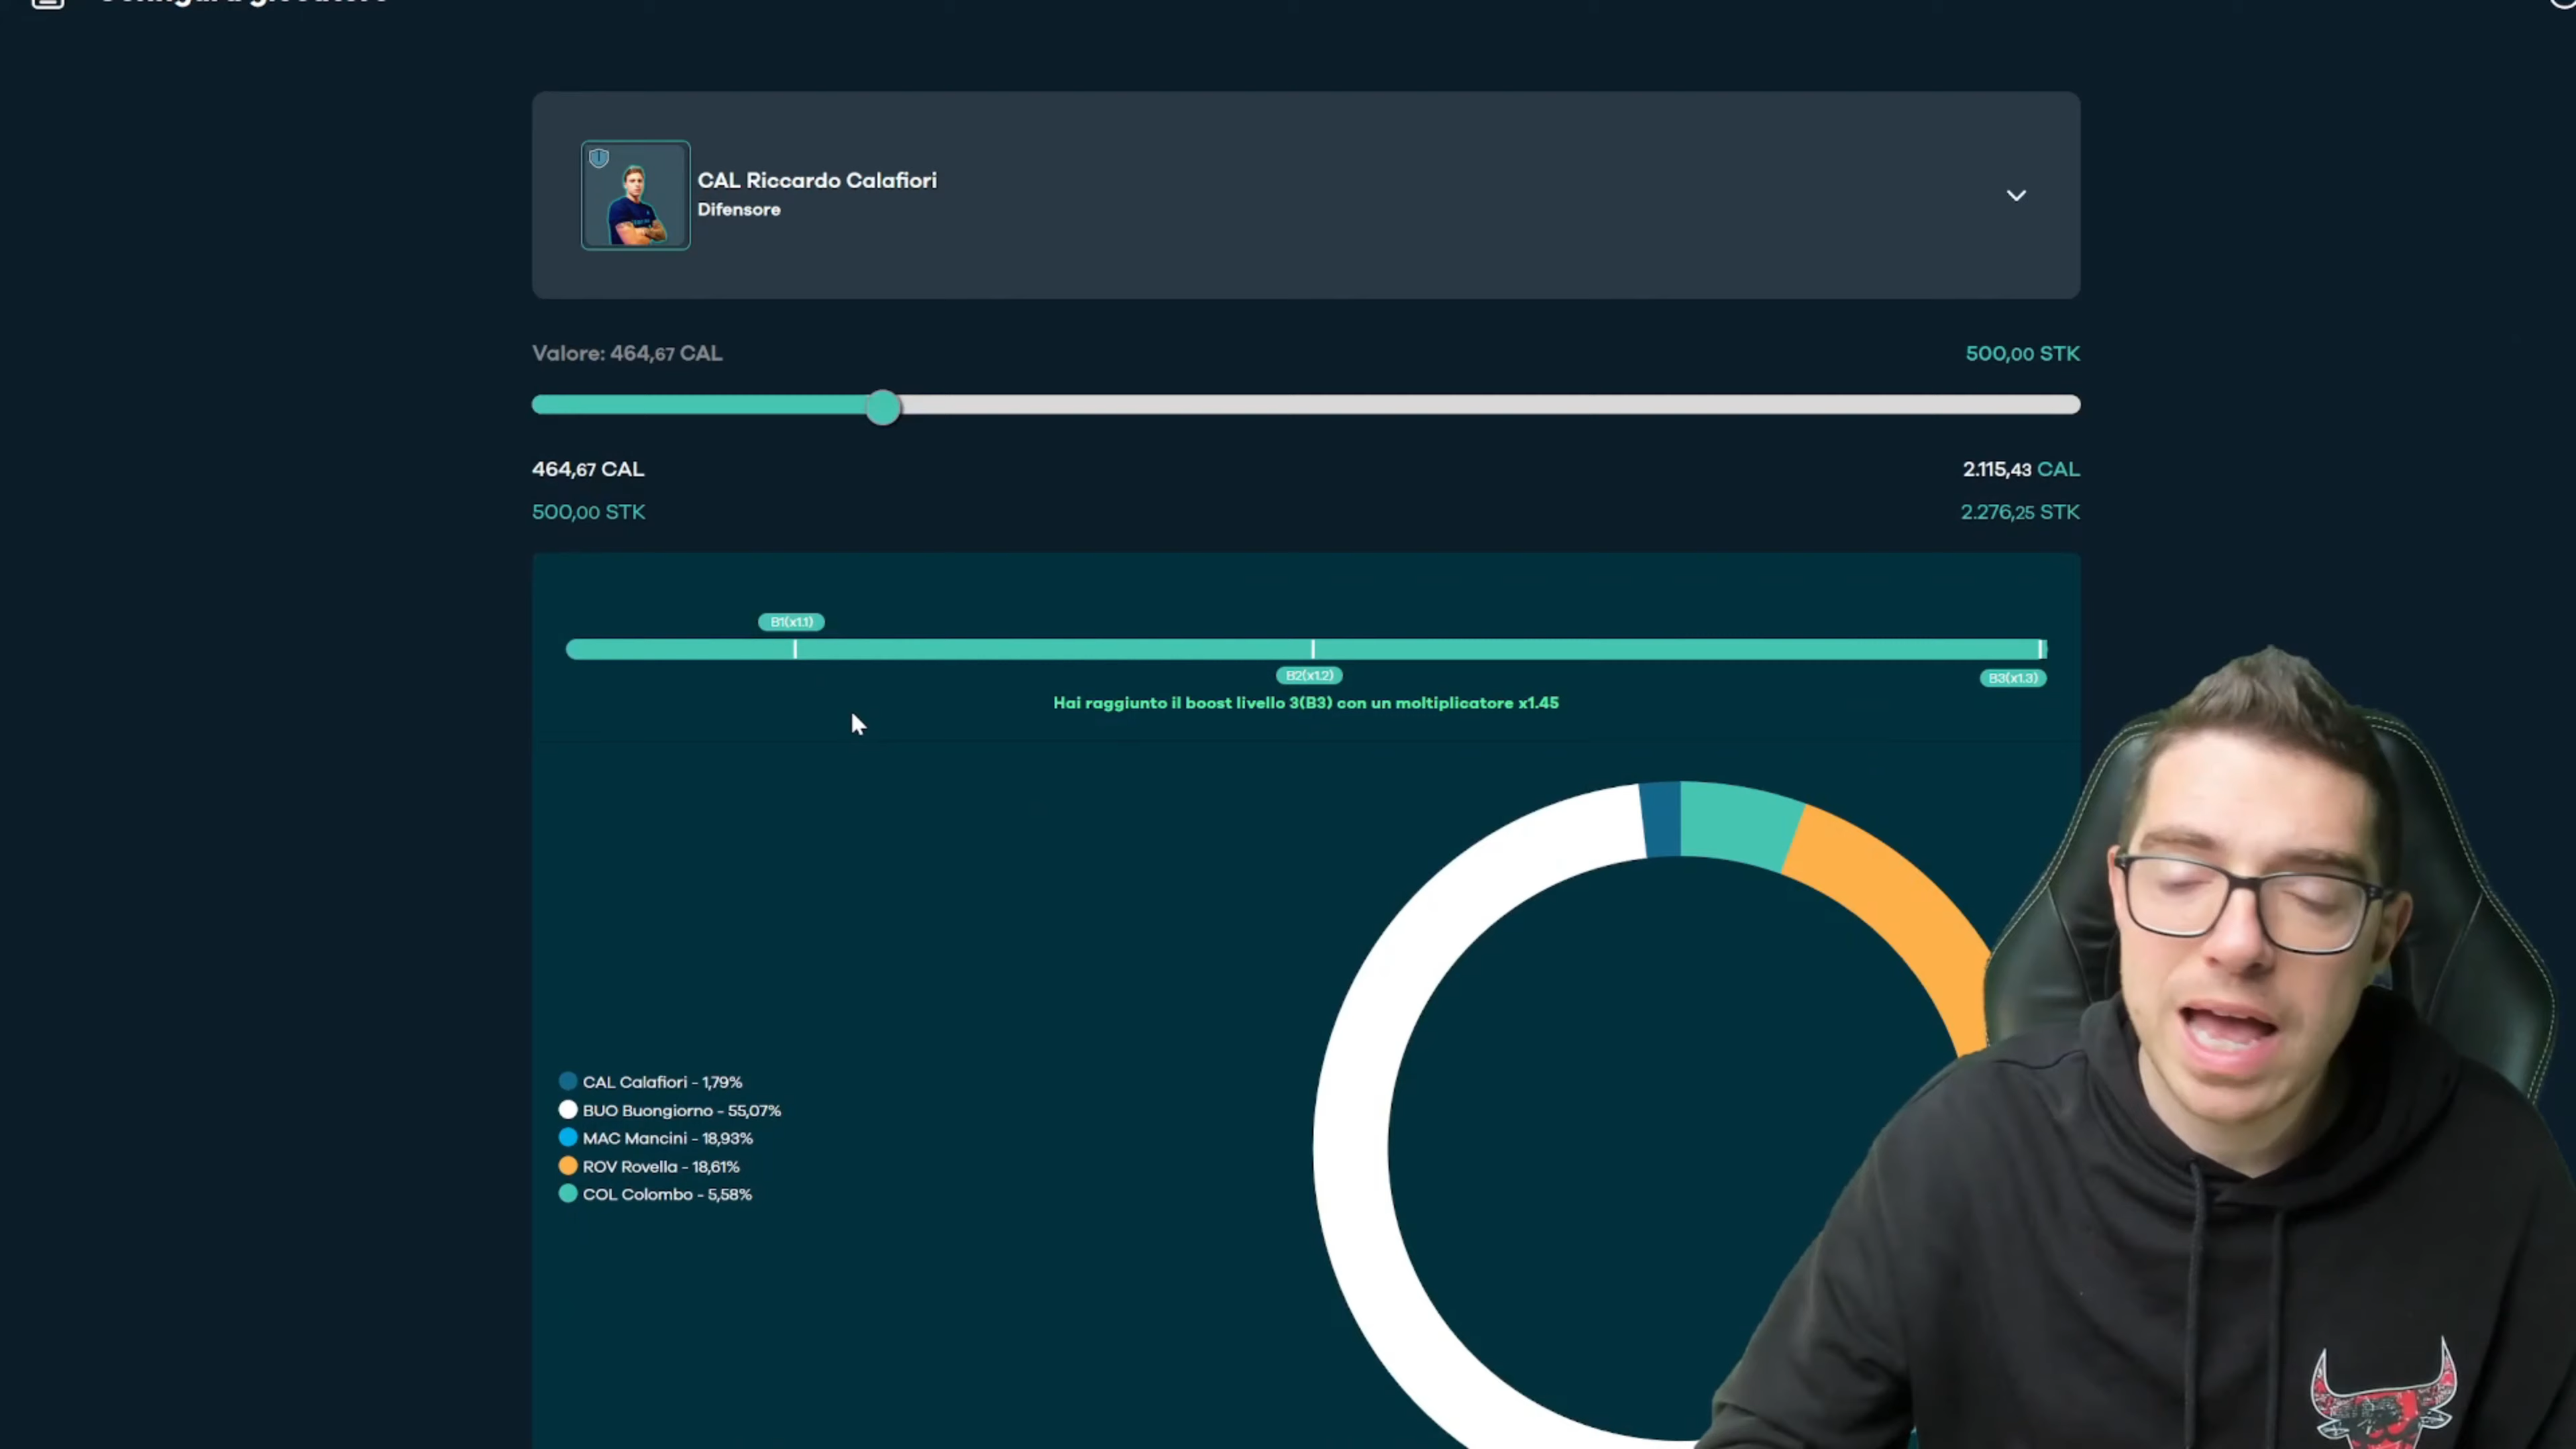 CAL Riccardo Calafiori
Difensore
Valore: 464,67 CAL
500,00 STK
464,67 CAL
2.115,43 CAL
500,00 STK
2.276,25 STK
B1(x1.1)
B2(x1.2)
B3(x1.3)
Hai raggiunto il boost livello 3(B3) con un moltiplicatore x1.45
CAL Calafiori - 1,79%
BUO Buongiorno - 55,07%
MAC Mancini - 18,93%
ROV Rovella - 18,61%
COL Colombo - 5,58%